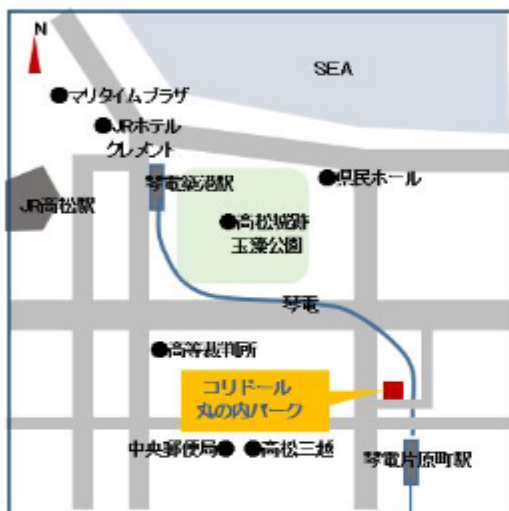 N
SEA
●マリタイムプラザ
●JRホテル
クレメント
琴電築港駅
●県民ホール
JR高松駅
●高松城跡
玉藻公園
琴電
●高等裁判所
コリドール
丸の内パーク
中央郵便局●
●高松三越
琴電片原町駅